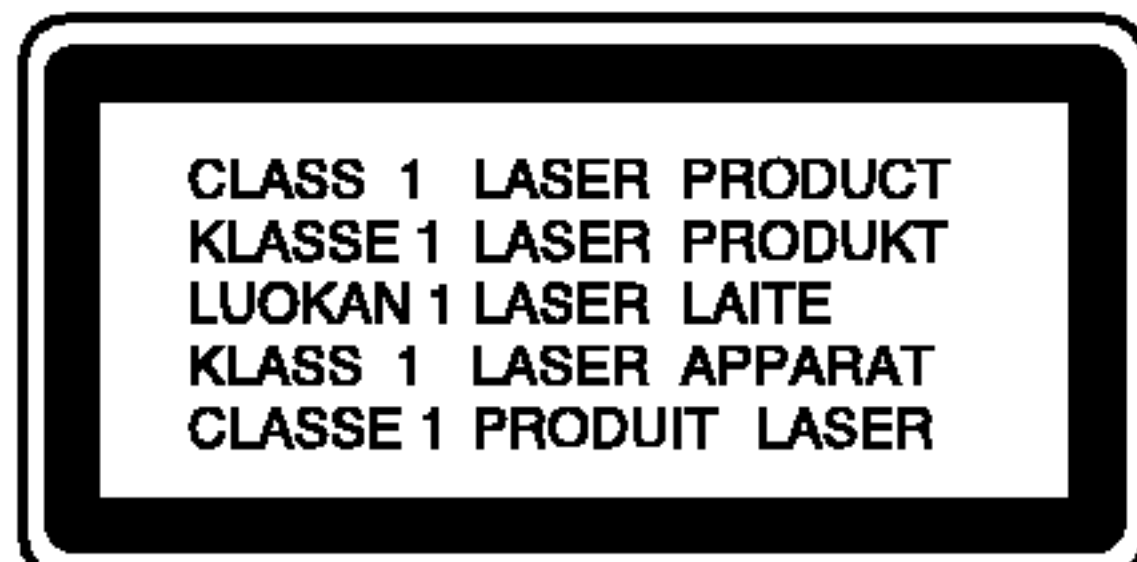 CLASS 1 LASER PRODUCT
KLASSE 1 LASER PRODUKT
LUOKAN 1 LASER LAITE
KLASS 1 LASER APPARAT
CLASSE 1 PRODUIT LASER